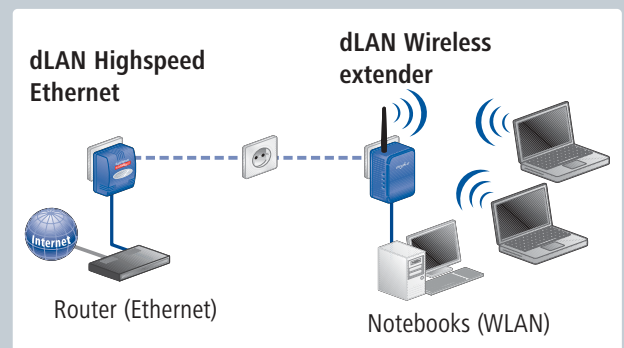 dLAN Highspeed
Ethernet
dLAN Wireless
extender
Internet
Router (Ethernet)
Notebooks (WLAN)